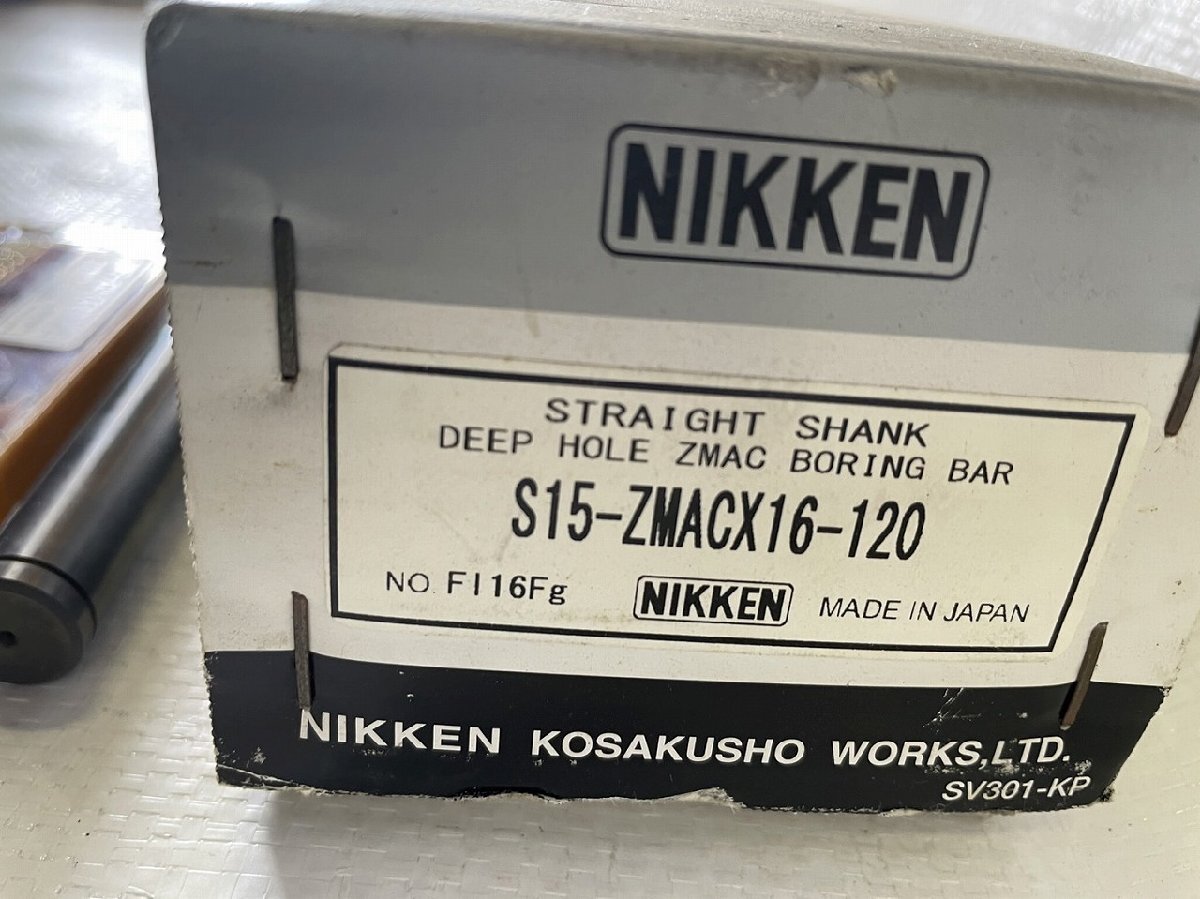 NIKKEN
STRAIGHT SHANK
DEEP HOLE ZMAC BORING BAR
S15-ZMACX16-120
NO. FI16Fg NIKKEN MADE IN JAPAN
NIKKEN KOSAKUSHO WORKS,LTD.
SV301-KP